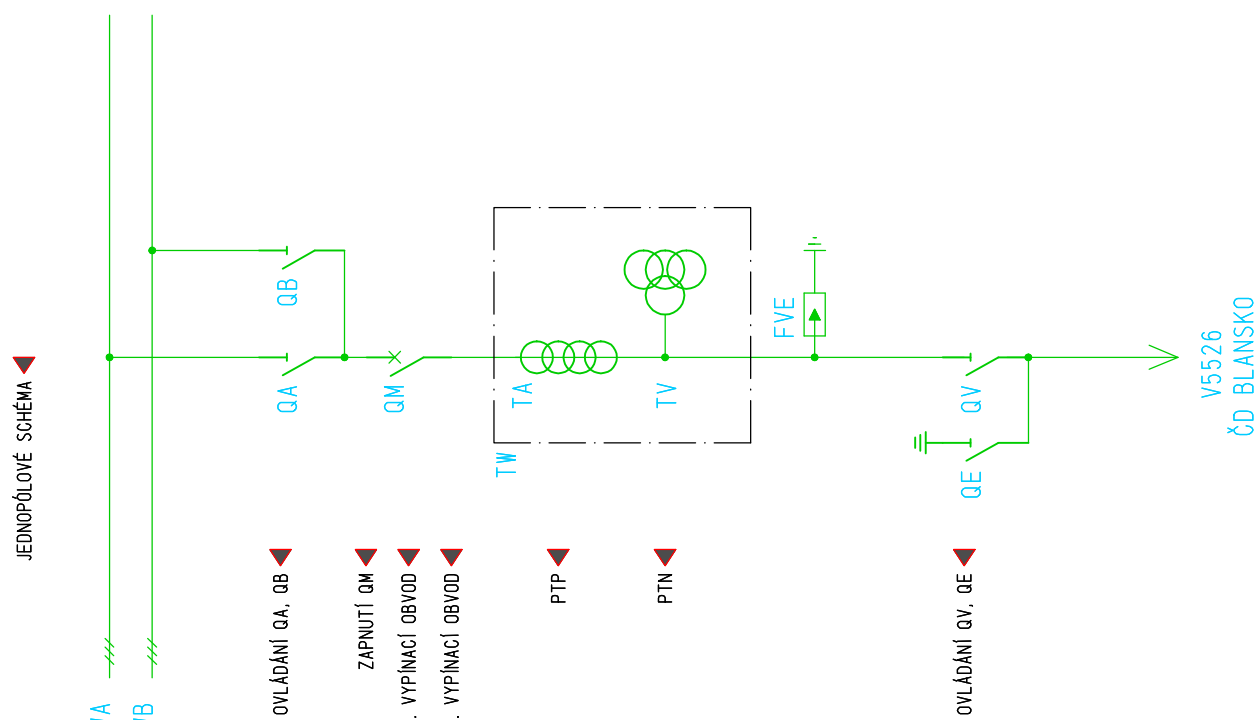 JEDNOPÓLOVÉ SCHÉMA
QB
QA
QM
TA
TV
TW
FVE
QV
QE
V5526
ČD BLANSKO
OVLÁDÁNÍ QA, QB
ZAPNUTÍ QM
. VYPÍNACÍ OBVOD
. VYPÍNACÍ OBVOD
PTP
PTN
OVLÁDÁNÍ QV, QE